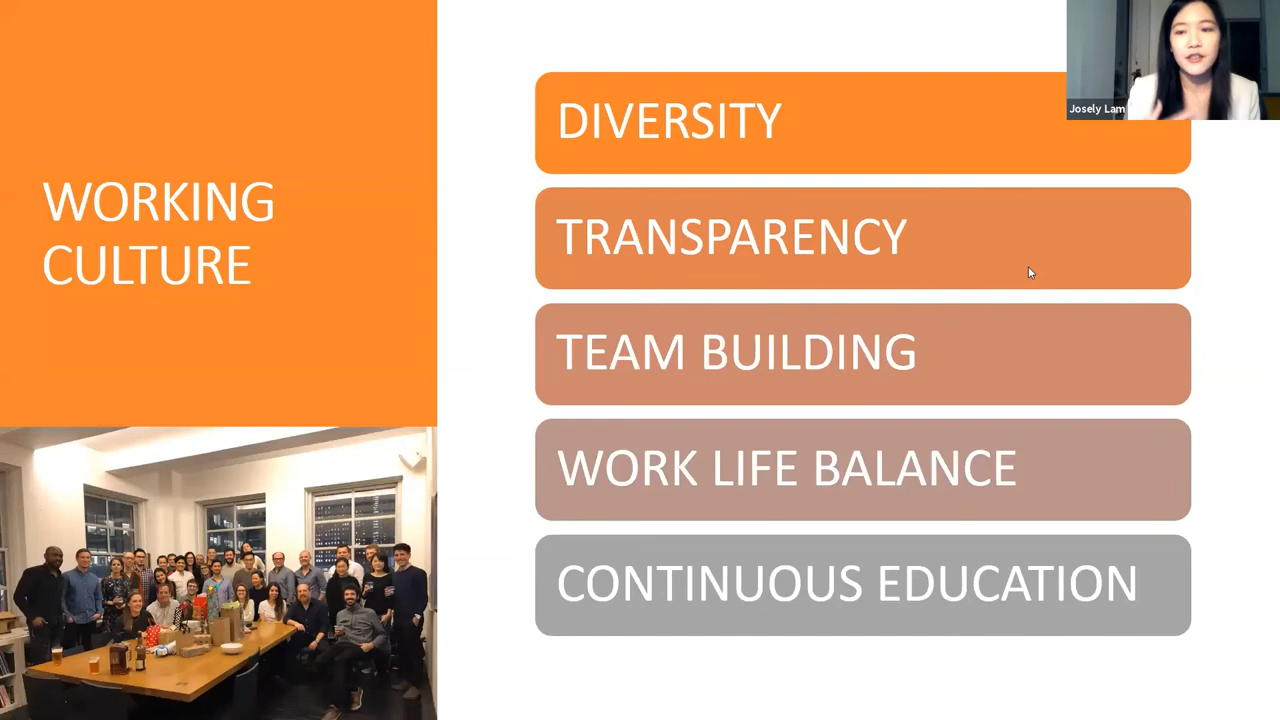 WORKING
CULTURE
DIVERSITY
TRANSPARENCY
TEAM BUILDING
WORK LIFE BALANCE
CONTINUOUS EDUCATION
Josely Lam